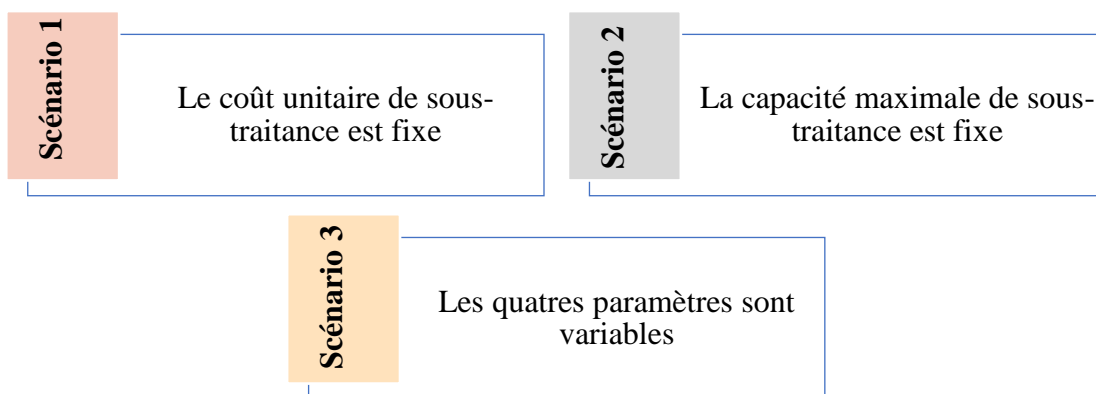 Scénario 1
Le coût unitaire de sous-
traitance est fixe
Scénario 2
La capacité maximale de sous-
traitance est fixe
Scénario 3
Les quatres paramètres sont
variables